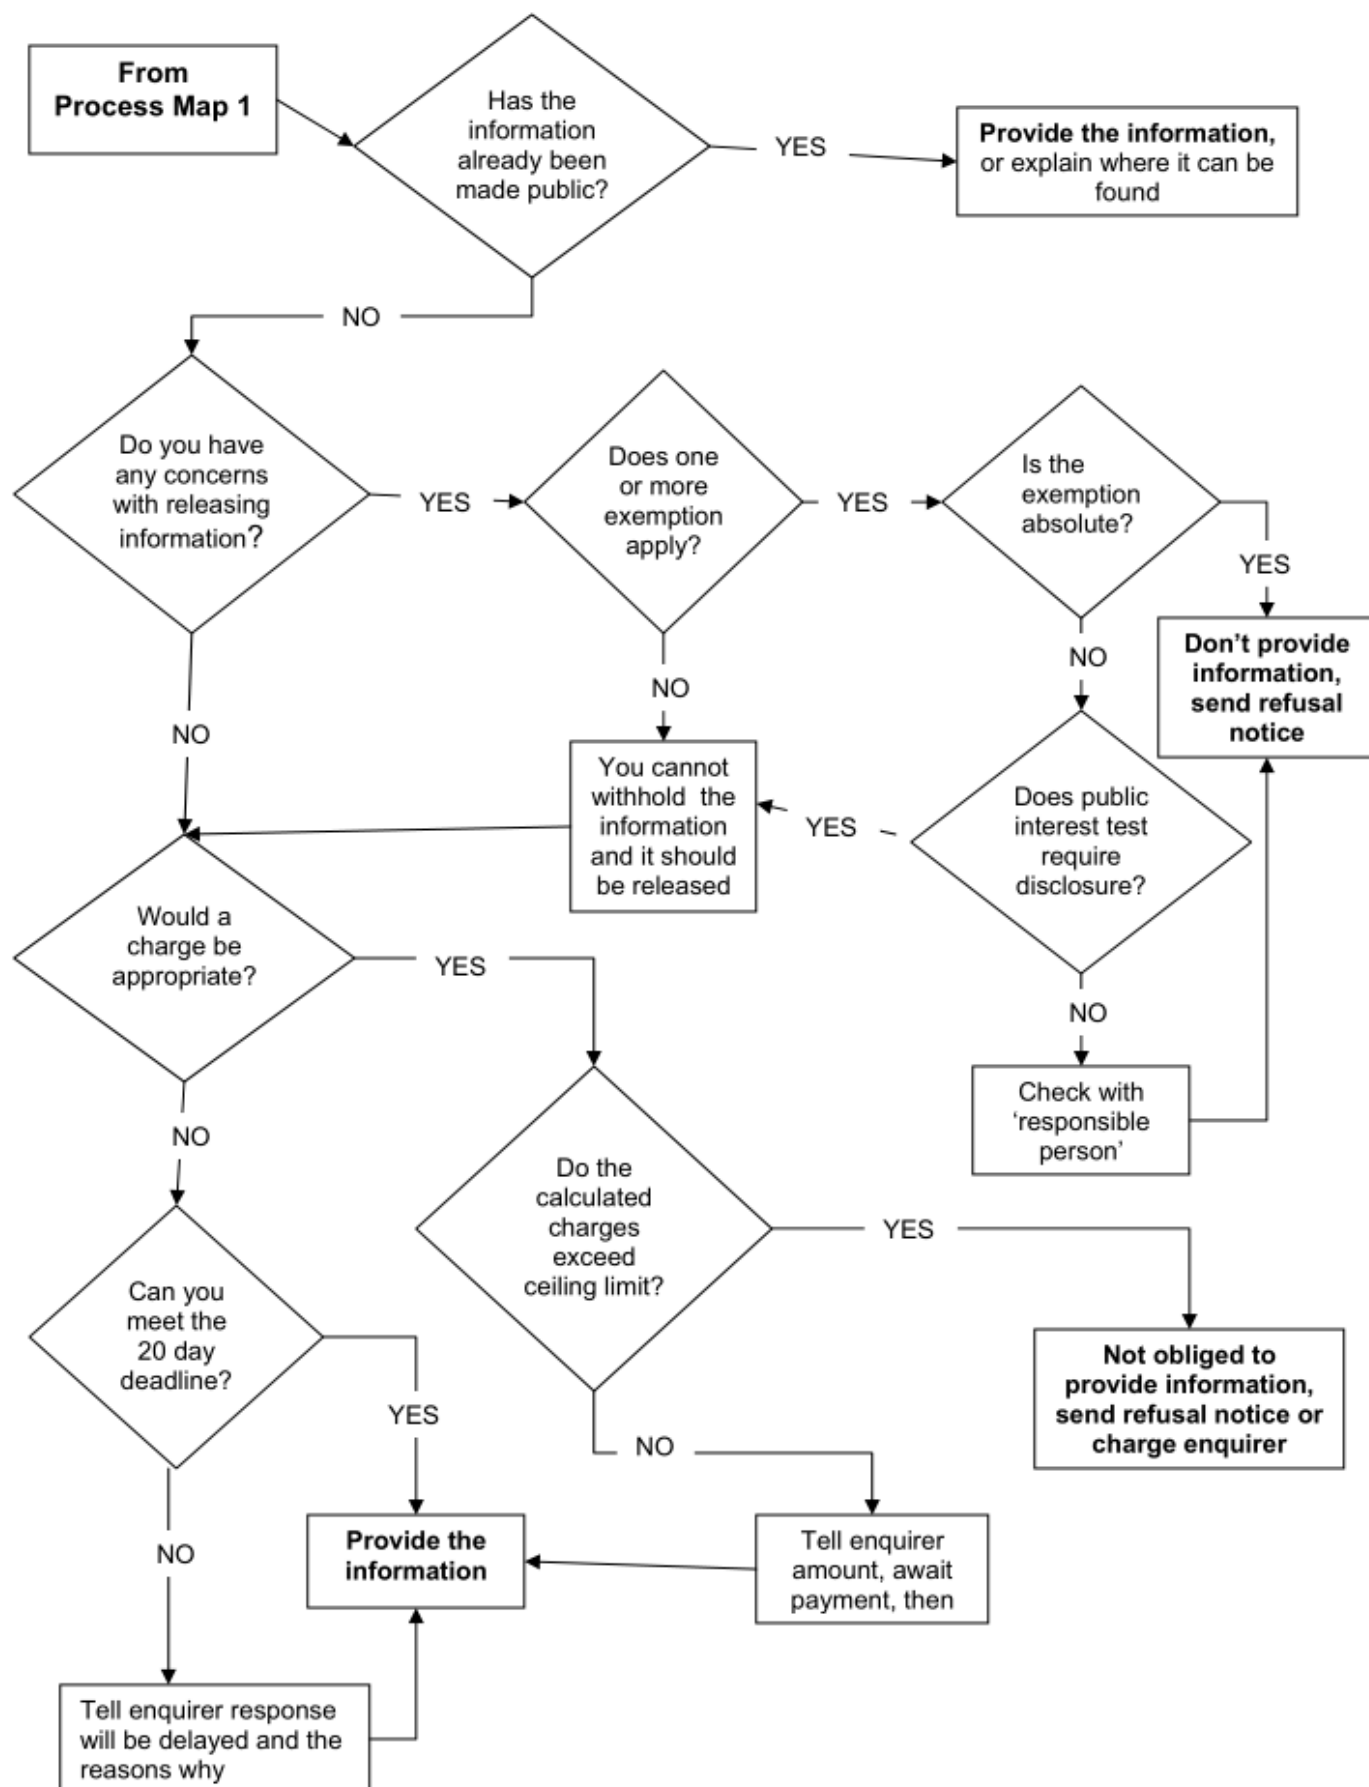 From
Process Map 1
Has the
information
already been
made public?
YES
Provide the information,
or explain where it can be
found
NO
Do you have
any concerns
with releasing
information?
YES
Does one
or more
exemption
apply?
YES
Is the
exemption
absolute?
YES
Don't provide
information,
send refusal
notice
NO
NO
NO
You cannot
withhold the
information
and it should
be released
YES
Does public
interest test
require
disclosure?
Would a
charge be
appropriate?
YES
NO
Check with
‘responsible
person’
NO
Do the
calculated
charges
exceed
ceiling limit?
YES
Not obliged to
provide information,
send refusal notice or
charge enquirer
Can you
meet the
20 day
deadline?
YES
NO
NO
Provide the
information
Tell enquirer
amount, await
payment, then
Tell enquirer response
will be delayed and the
reasons why